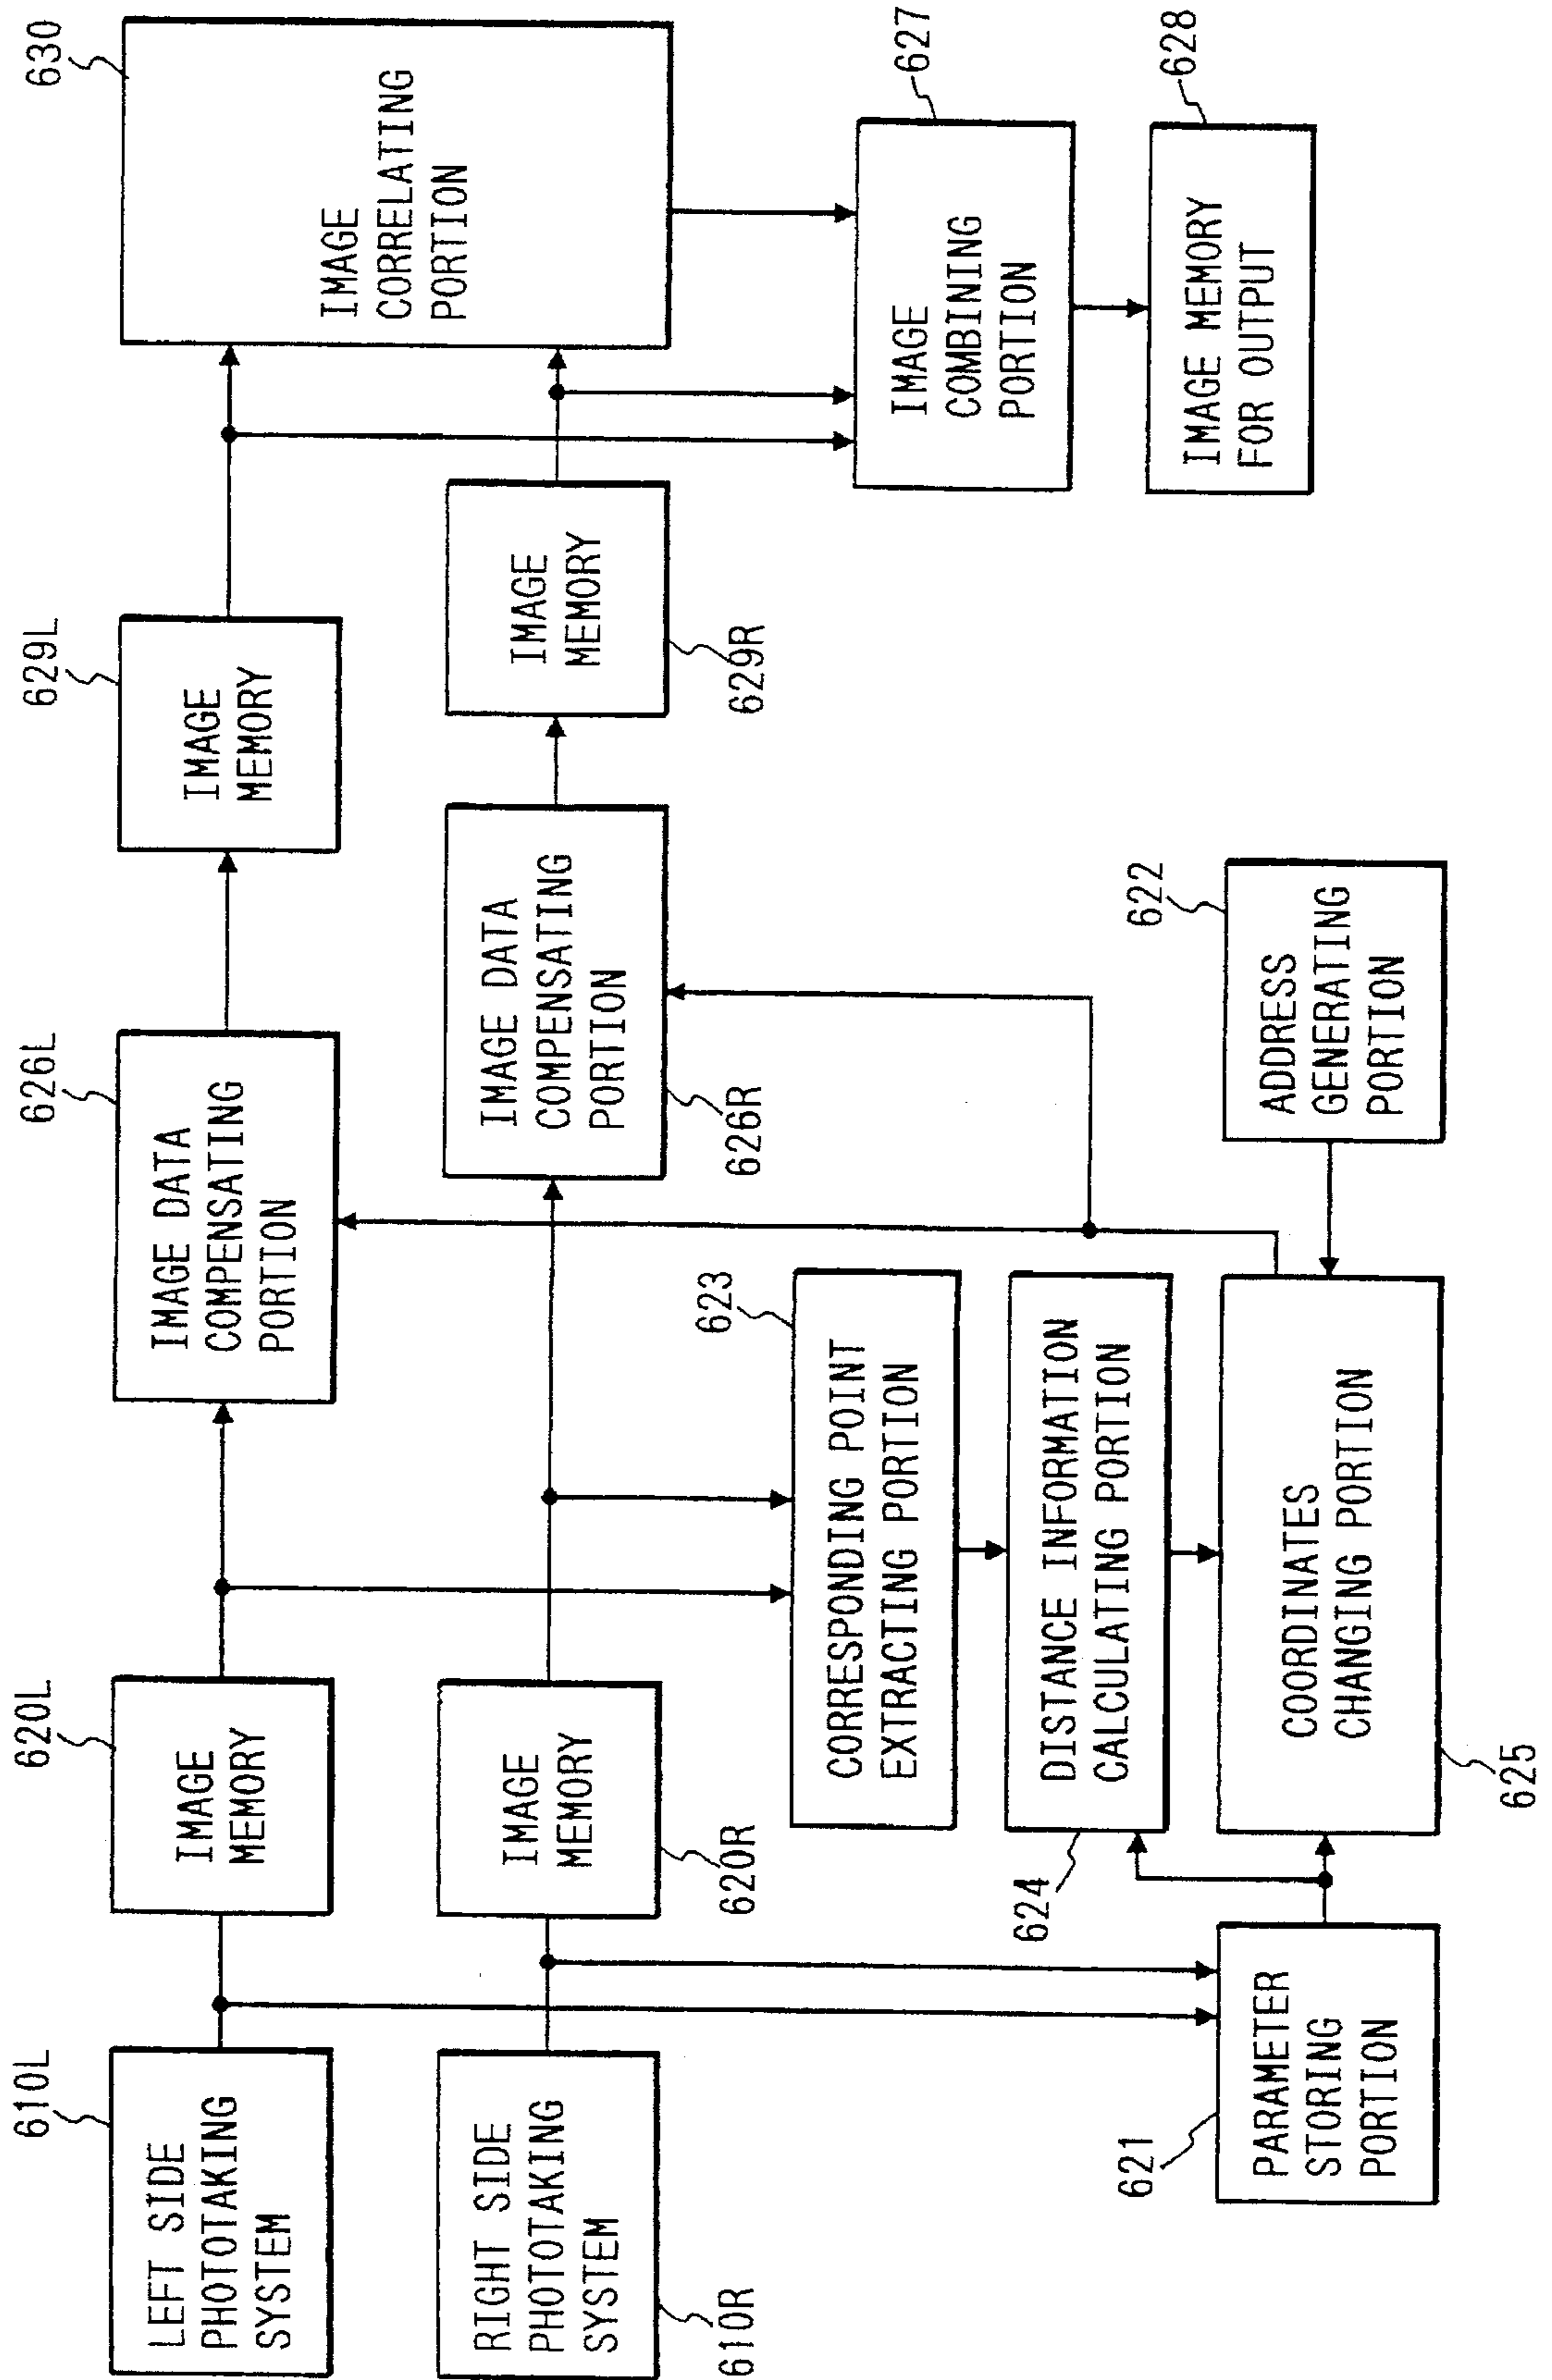 610L
LEFT SIDE
PHOTOTAKING
SYSTEM
620L
IMAGE
MEMORY
626L
IMAGE DATA
COMPENSATING
PORTION
629L
IMAGE
MEMORY
630
IMAGE
CORRELATING
PORTION
RIGHT SIDE
PHOTOTAKING
SYSTEM
610R
IMAGE
MEMORY
620R
IMAGE DATA
COMPENSATING
PORTION
626R
IMAGE
MEMORY
629R
623
CORRESPONDING POINT
EXTRACTING PORTION
627
IMAGE
COMBINING
PORTION
624
DISTANCE INFORMATION
CALCULATING PORTION
628
IMAGE MEMORY
FOR OUTPUT
621
PARAMETER
STORING
PORTION
COORDINATES
CHANGING PORTION
625
622
ADDRESS
GENERATING
PORTION